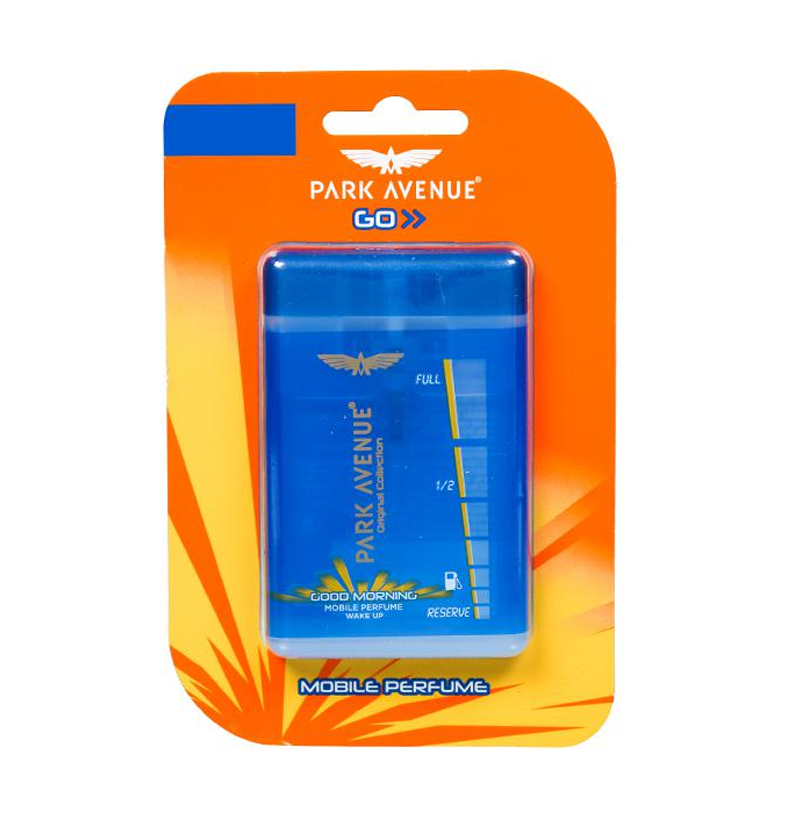 PARK AVENUE®
GO
FULL
PARK AVENUE®
Original Collection
1/2
GOOD MORNING
MOBILE PERFUME
WAKE UP
RESERVE
MOBILE PERFUME